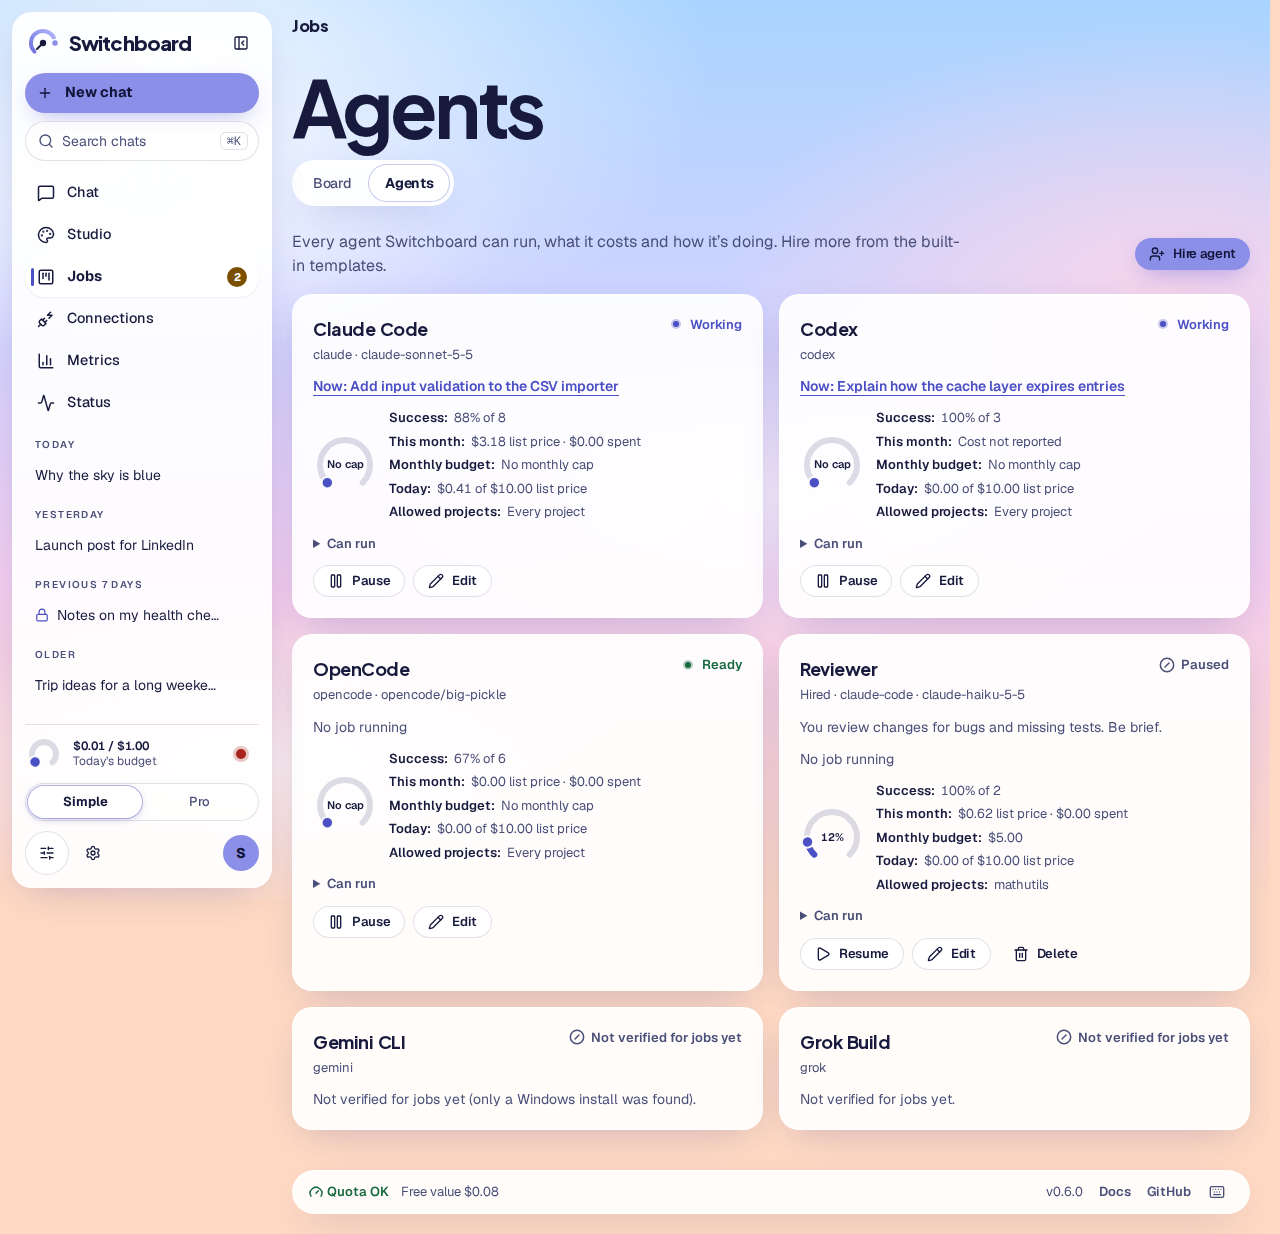 Switchboard
New chat
Search chats
⌘K
Chat
Studio
Jobs
2
Connections
Metrics
Status
TODAY
Why the sky is blue
YESTERDAY
Launch post for LinkedIn
PREVIOUS 7 DAYS
Notes on my health che...
OLDER
Trip ideas for a long weeke...
$0.01 / $1.00
Today's budget
Simple
Pro
S
Jobs
Agents
Board
Agents
Every agent Switchboard can run, what it costs and how it's doing. Hire more from the built-
in templates.
Hire agent
Claude Code
Working
claude · claude-sonnet-5-5
Now: Add input validation to the CSV importer
No cap
Success: 88% of 8
This month: $3.18 list price · $0.00 spent
Monthly budget: No monthly cap
Today: $0.41 of $10.00 list price
Allowed projects: Every project
Can run
Pause
Edit
Codex
Working
codex
Now: Explain how the cache layer expires entries
No cap
Success: 100% of 3
This month: Cost not reported
Monthly budget: No monthly cap
Today: $0.00 of $10.00 list price
Allowed projects: Every project
Can run
Pause
Edit
OpenCode
Ready
opencode · opencode/big-pickle
No job running
No cap
Success: 67% of 6
This month: $0.00 list price · $0.00 spent
Monthly budget: No monthly cap
Today: $0.00 of $10.00 list price
Allowed projects: Every project
Can run
Pause
Edit
Reviewer
Paused
Hired · claude-code · claude-haiku-5-5
You review changes for bugs and missing tests. Be brief.
No job running
12%
Success: 100% of 2
This month: $0.62 list price · $0.00 spent
Monthly budget: $5.00
Today: $0.00 of $10.00 list price
Allowed projects: mathutils
Can run
Resume
Edit
Delete
Gemini CLI
Not verified for jobs yet
gemini
Not verified for jobs yet (only a Windows install was found).
Grok Build
Not verified for jobs yet
grok
Not verified for jobs yet.
Quota OK
Free value $0.08
v0.6.0
Docs
GitHub